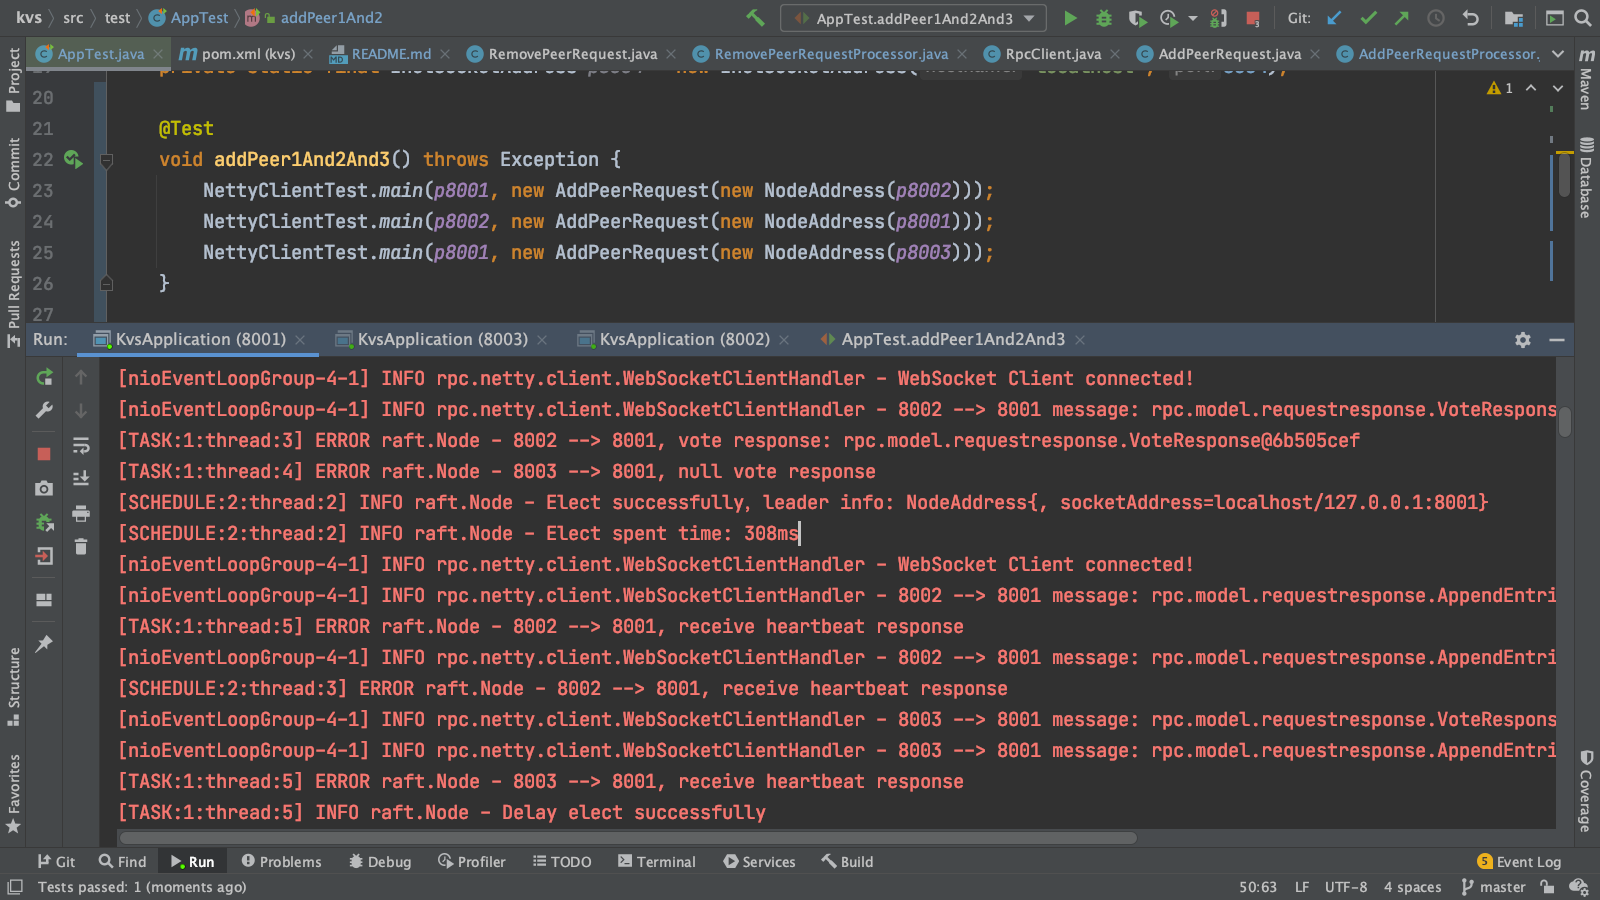 kvs src test AppTest addPeer1And2 AppTest.addPeer1And2And3 Git:
AppTest.java pom.xml (kvs) README.md RemovePeerRequest.java RemovePeerRequestProcessor.java RpcClient.java AddPeerRequest.java AddPeerRequestProcessor.
20
21 @Test
22 void addPeer1And2And3() throws Exception {
23 NettyClientTest.main(p8001, new AddPeerRequest(new NodeAddress(p8002)));
24 NettyClientTest.main(p8002, new AddPeerRequest(new NodeAddress(p8001)));
25 NettyClientTest.main(p8001, new AddPeerRequest(new NodeAddress(p8003)));
26 }
27
1
Project
Commit
Pull Requests
Structure
Favorites
Maven
Database
Coverage
Run: KvsApplication (8001) KvsApplication (8003) KvsApplication (8002) AppTest.addPeer1And2And3
[nioEventLoopGroup-4-1] INFO rpc.netty.client.WebSocketClientHandler - WebSocket Client connected!
[nioEventLoopGroup-4-1] INFO rpc.netty.client.WebSocketClientHandler - 8002 --> 8001 message: rpc.model.requestresponse.VoteRespons
[TASK:1:thread:3] ERROR raft.Node - 8002 --> 8001, vote response: rpc.model.requestresponse.VoteResponse@6b505cef
[TASK:1:thread:4] ERROR raft.Node - 8003 --> 8001, null vote response
[SCHEDULE:2:thread:2] INFO raft.Node - Elect successfully, leader info: NodeAddress{, socketAddress=localhost/127.0.0.1:8001}
[SCHEDULE:2:thread:2] INFO raft.Node - Elect spent time: 308ms
[nioEventLoopGroup-4-1] INFO rpc.netty.client.WebSocketClientHandler - WebSocket Client connected!
[nioEventLoopGroup-4-1] INFO rpc.netty.client.WebSocketClientHandler - 8002 --> 8001 message: rpc.model.requestresponse.AppendEntri
[TASK:1:thread:5] ERROR raft.Node - 8002 --> 8001, receive heartbeat response
[nioEventLoopGroup-4-1] INFO rpc.netty.client.WebSocketClientHandler - 8002 --> 8001 message: rpc.model.requestresponse.AppendEntri
[SCHEDULE:2:thread:3] ERROR raft.Node - 8002 --> 8001, receive heartbeat response
[nioEventLoopGroup-4-1] INFO rpc.netty.client.WebSocketClientHandler - 8003 --> 8001 message: rpc.model.requestresponse.VoteRespons
[nioEventLoopGroup-4-1] INFO rpc.netty.client.WebSocketClientHandler - 8003 --> 8001 message: rpc.model.requestresponse.AppendEntri
[TASK:1:thread:5] ERROR raft.Node - 8003 --> 8001, receive heartbeat response
[TASK:1:thread:5] INFO raft.Node - Delay elect successfully
Git Find Run Problems Debug Profiler TODO Terminal Services Build 5 Event Log
Tests passed: 1 (moments ago) 50:63 LF UTF-8 4 spaces master